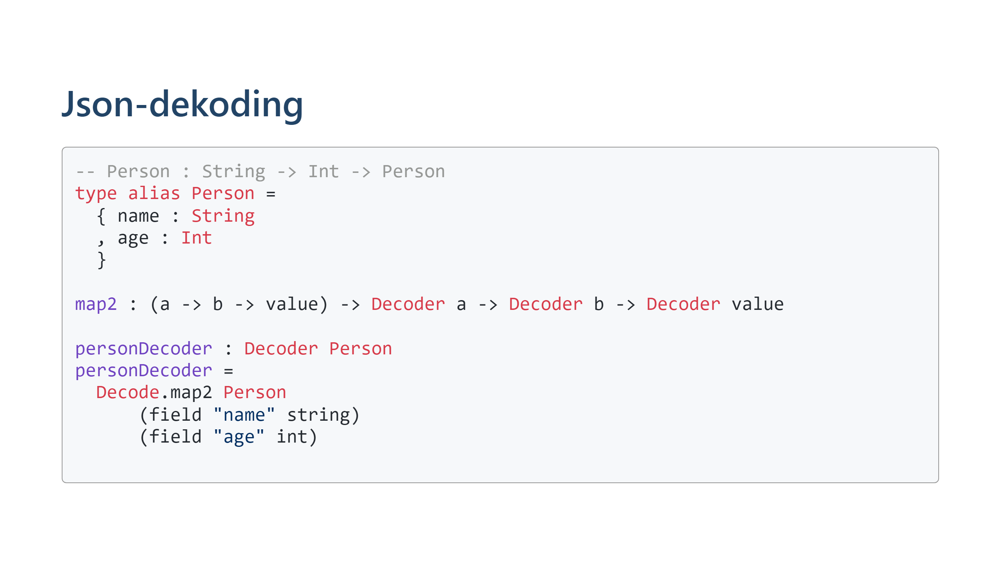 Json-dekoding
-- Person : String -> Int -> Person
type alias Person =
  { name : String
  , age : Int
  }
map2 : (a -> b -> value) -> Decoder a -> Decoder b -> Decoder value
personDecoder : Decoder Person
personDecoder =
  Decode.map2 Person
      (field "name" string)
      (field "age" int)